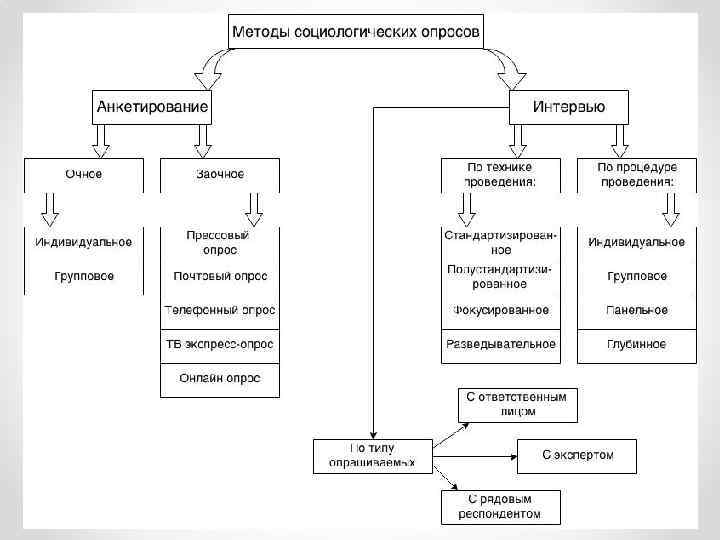 Методы социологических опросов
Анкетирование
Интервью
Очное
Заочное
По технике
проведения:
По процедуре
проведения:
Индивидуальное
Групповое
Прессовый
опрос
Почтовый опрос
Телефонный опрос
ТВ экспресс-опрос
Онлайн опрос
Стандартизирован-
ное
Полустандартизи-
рованное
Фокусированное
Разведывательное
Индивидуальное
Групповое
Панельное
Глубинное
По типу
опрашиваемых
С ответственным
лицом
С экспертом
С рядовым
респондентом